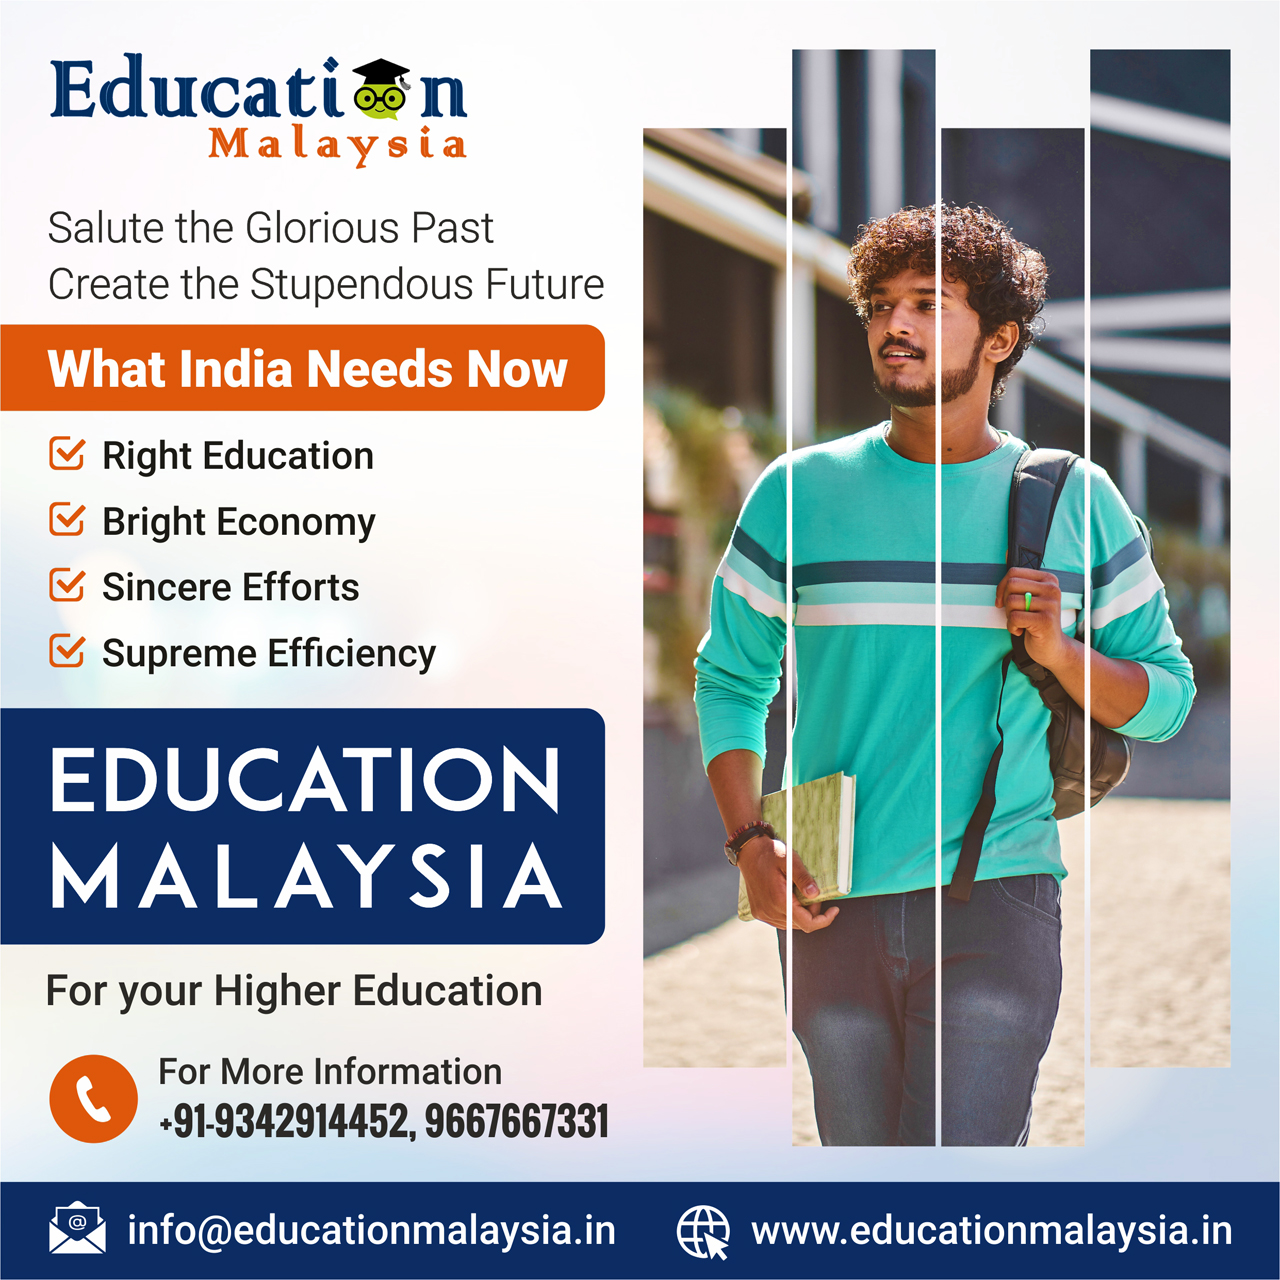 Education
Malaysia
Salute the Glorious Past
Create the Stupendous Future
What India Needs Now
Right Education
Bright Economy
Sincere Efforts
Supreme Efficiency
EDUCATION
MALAYSIA
For your Higher Education
For More Information
+91-9342914452, 9667667331
info@educationmalaysia.in
www.educationmalaysia.in